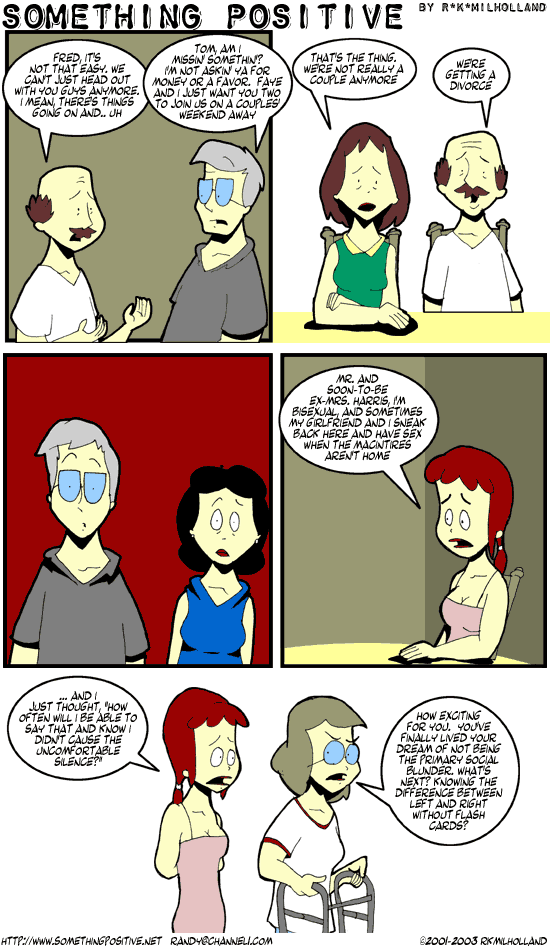 SOMETHING POSITIVE
BY R*K*MILHOLLAND
FRED, IT'S
NOT THAT EASY. WE
CAN'T JUST HEAD OUT
WITH YOU GUYS ANYMORE.
I MEAN, THERE'S THINGS
GOING ON AND.. UH
TOM, AM I
MISSIN' SOMETHIN'?
I'M NOT ASKIN' YA FOR
MONEY OR A FAVOR. FAYE
AND I JUST WANT YOU TWO
TO JOIN US ON A COUPLES'
WEEKEND AWAY
THAT'S THE THING.
WE'RE NOT REALLY A
COUPLE ANYMORE
WE'RE
GETTING A
DIVORCE
MR. AND
SOON-TO-BE
EX-MRS. HARRIS, I'M
BISEXUAL, AND SOMETIMES
MY GIRLFRIEND AND I SNEAK
BACK HERE AND HAVE SEX
WHEN THE MACINTIRES
AREN'T HOME
... AND I
JUST THOUGHT, "HOW
OFTEN WILL I BE ABLE TO
SAY THAT AND KNOW I
DIDN'T CAUSE THE
UNCOMFORTABLE
SILENCE?"
HOW EXCITING
FOR YOU. YOU'VE
FINALLY LIVED YOUR
DREAM OF NOT BEING
THE PRIMARY SOCIAL
BLUNDER. WHAT'S
NEXT? KNOWING THE
DIFFERENCE BETWEEN
LEFT AND RIGHT
WITHOUT FLASH
CARDS?
HTTP://WWW.SOMETHINGPOSITIVE.NET RANDY@CHANNEL1.COM ©2001-2003 RKMILHOLLAND